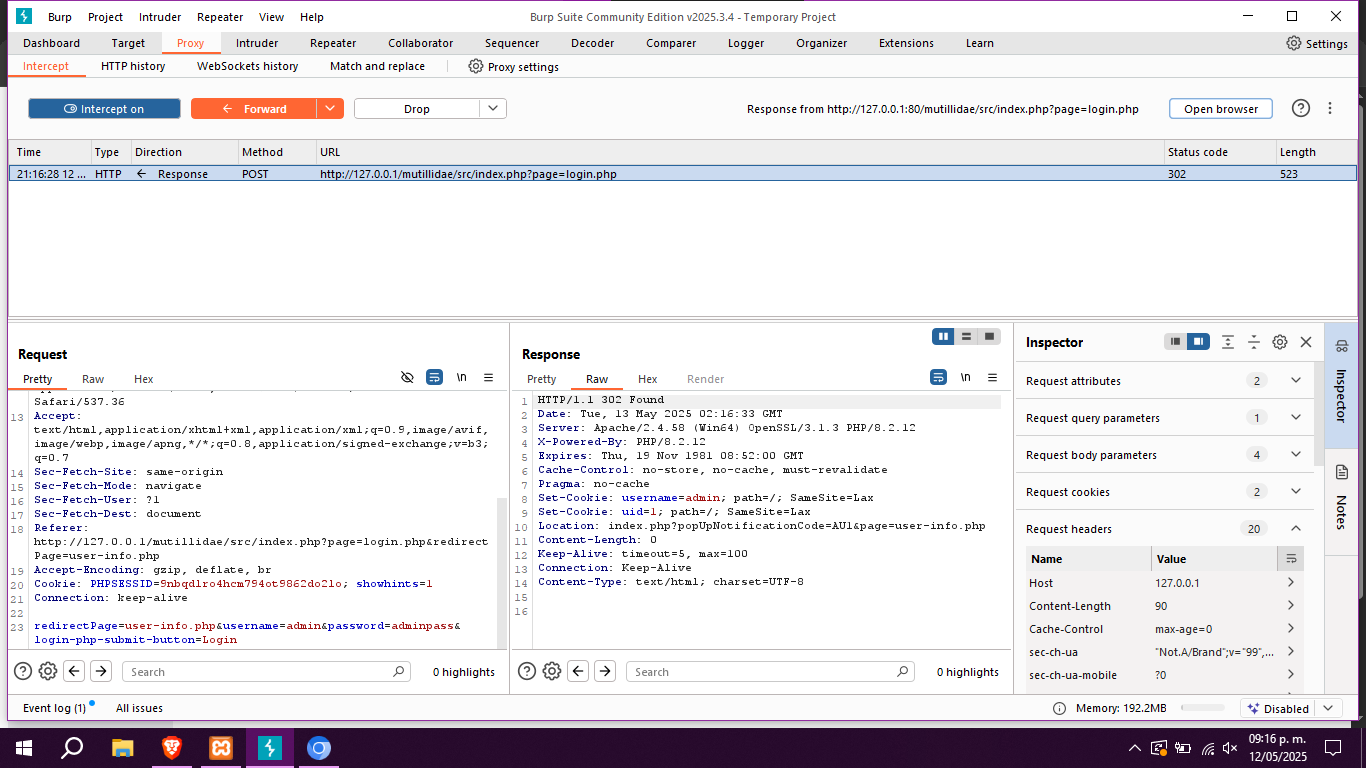 Burp Project Intruder Repeater View Help Burp Suite Community Edition v2025.3.4 - Temporary Project
Dashboard Target Proxy Intruder Repeater Collaborator Sequencer Decoder Comparer Logger Organizer Extensions Learn Settings
Intercept HTTP history WebSockets history Match and replace Proxy settings
Intercept on Forward Drop Response from http://127.0.0.1:80/mutillidae/src/index.php?page=login.php Open browser
Time Type Direction Method URL Status code Length
21:16:28 12 ... HTTP Response POST http://127.0.0.1/mutillidae/src/index.php?page=login.php 302 523
Request
Pretty Raw Hex \n
Safari/537.36
13 Accept:
text/html,application/xhtml+xml,application/xml;q=0.9,image/avif,
image/webp,image/apng,*/*;q=0.8,application/signed-exchange;v=b3;
q=0.7
14 Sec-Fetch-Site: same-origin
15 Sec-Fetch-Mode: navigate
16 Sec-Fetch-User: ?1
17 Sec-Fetch-Dest: document
18 Referer:
http://127.0.0.1/mutillidae/src/index.php?page=login.php&redirect
Page=user-info.php
19 Accept-Encoding: gzip, deflate, br
20 Cookie: PHPSESSID=9nbqdlro4hcm794ot9862do2lo; showhints=1
21 Connection: keep-alive
22
23 redirectPage=user-info.php&username=admin&password=adminpass&
login-php-submit-button=Login
Search 0 highlights
Response
Pretty Raw Hex Render \n
1 HTTP/1.1 302 Found
2 Date: Tue, 13 May 2025 02:16:33 GMT
3 Server: Apache/2.4.58 (Win64) OpenSSL/3.1.3 PHP/8.2.12
4 X-Powered-By: PHP/8.2.12
5 Expires: Thu, 19 Nov 1981 08:52:00 GMT
6 Cache-Control: no-store, no-cache, must-revalidate
7 Pragma: no-cache
8 Set-Cookie: username=admin; path=/; SameSite=Lax
9 Set-Cookie: uid=1; path=/; SameSite=Lax
10 Location: index.php?popUpNotificationCode=AU1&page=user-info.php
11 Content-Length: 0
12 Keep-Alive: timeout=5, max=100
13 Connection: Keep-Alive
14 Content-Type: text/html; charset=UTF-8
15
16
Search 0 highlights
Inspector
Request attributes 2
Request query parameters 1
Request body parameters 4
Request cookies 2
Request headers 20
Name Value
Host 127.0.0.1
Content-Length 90
Cache-Control max-age=0
sec-ch-ua "Not.A/Brand";v="99",...
sec-ch-ua-mobile ?0
Inspector
Notes
Event log (1) All issues Memory: 192.2MB Disabled
09:16 p. m.
12/05/2025